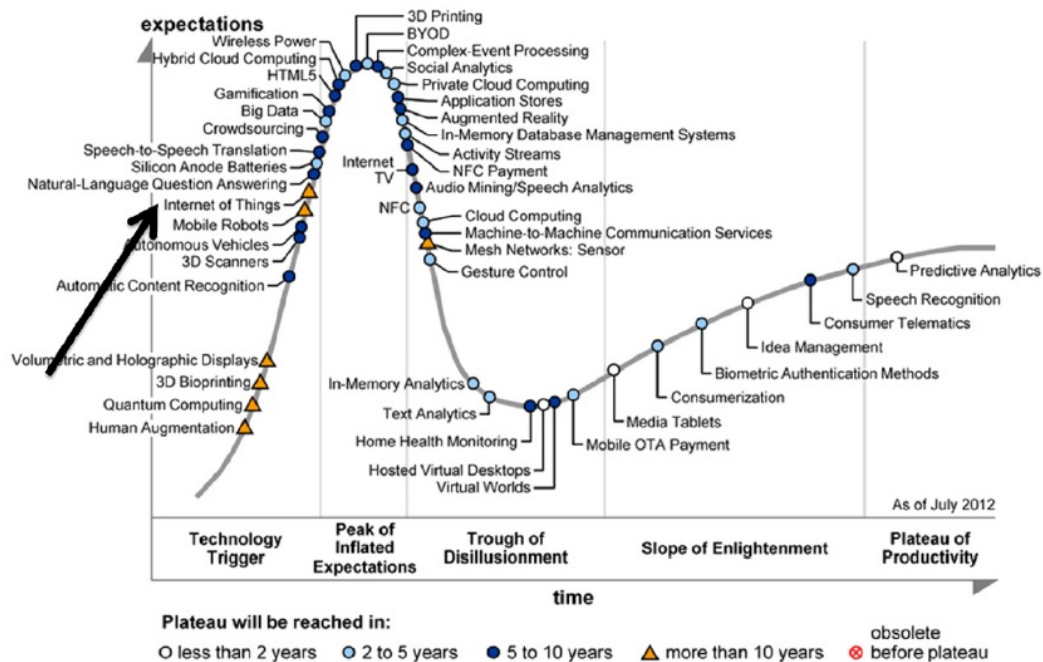 expectations
3D Printing
BYOD
Wireless Power
Complex-Event Processing
Hybrid Cloud Computing
Social Analytics
HTML5
Private Cloud Computing
Gamification
Application Stores
Big Data
Augmented Reality
Crowdsourcing
In-Memory Database Management Systems
Speech-to-Speech Translation
Activity Streams
Silicon Anode Batteries
Internet
TV
NFC Payment
Natural-Language Question Answering
Audio Mining/Speech Analytics
Internet of Things
NFC
Mobile Robots
Cloud Computing
Autonomous Vehicles
Machine-to-Machine Communication Services
3D Scanners
Mesh Networks: Sensor
Gesture Control
Automatic Content Recognition
Predictive Analytics
Speech Recognition
Consumer Telematics
Idea Management
Volumetric and Holographic Displays
Biometric Authentication Methods
3D Bioprinting
In-Memory Analytics
Consumerization
Quantum Computing
Text Analytics
Media Tablets
Human Augmentation
Home Health Monitoring
Mobile OTA Payment
Hosted Virtual Desktops
Virtual Worlds
As of July 2012
Technology
Trigger
Peak of
Inflated
Expectations
Trough of
Disillusionment
Slope of Enlightenment
Plateau of
Productivity
time
Plateau will be reached in:
less than 2 years
2 to 5 years
5 to 10 years
more than 10 years
obsolete
before plateau